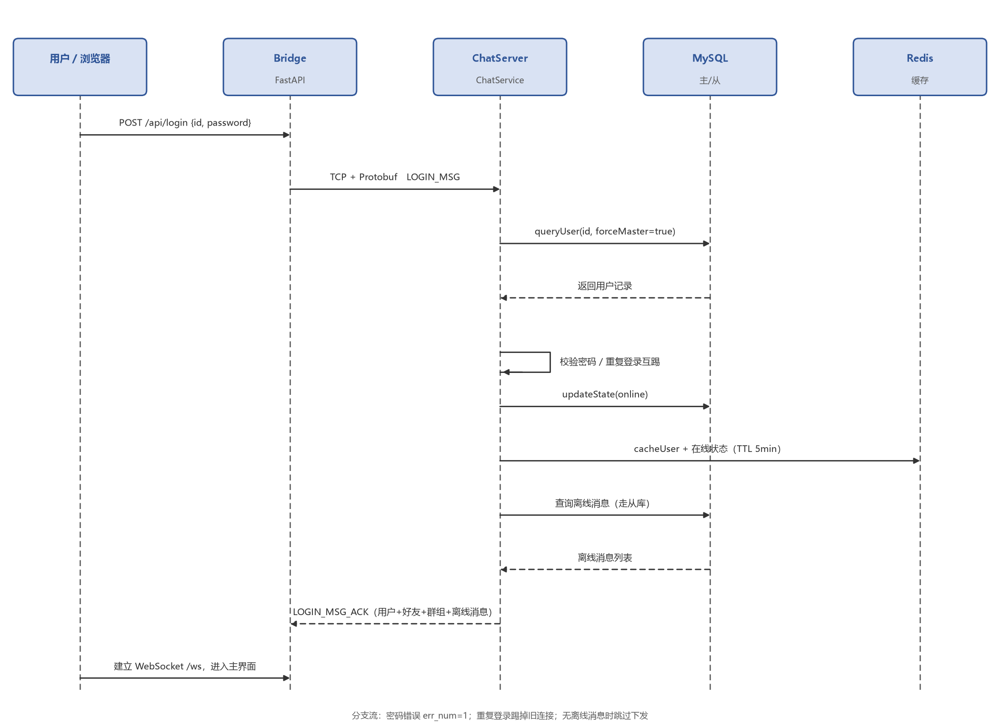 用户 / 浏览器
Bridge
FastAPI
ChatServer
ChatService
MySQL
主/从
Redis
缓存
POST /api/login {id, password}
TCP + Protobuf   LOGIN_MSG
queryUser(id, forceMaster=true)
返回用户记录
校验密码 / 重复登录互踢
updateState(online)
cacheUser + 在线状态（TTL 5min）
查询离线消息（走从库）
离线消息列表
LOGIN_MSG_ACK（用户+好友+群组+离线消息）
建立 WebSocket /ws，进入主界面
分支流：密码错误 err_num=1；重复登录踢掉旧连接；无离线消息时跳过下发